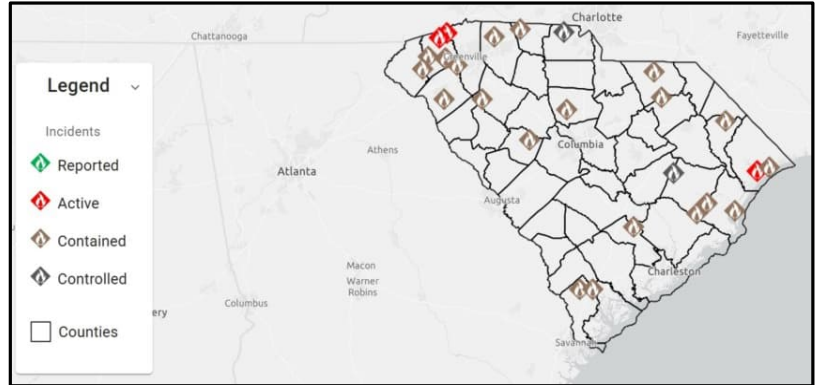 Legend
Incidents
Reported
Active
Contained
Controlled
Counties
Chattanooga
Charlotte
Fayetteville
Greenville
Athens
Atlanta
Columbia
Augusta
Macon
Warner
Robins
Columbus
ery
Charleston
Savannah